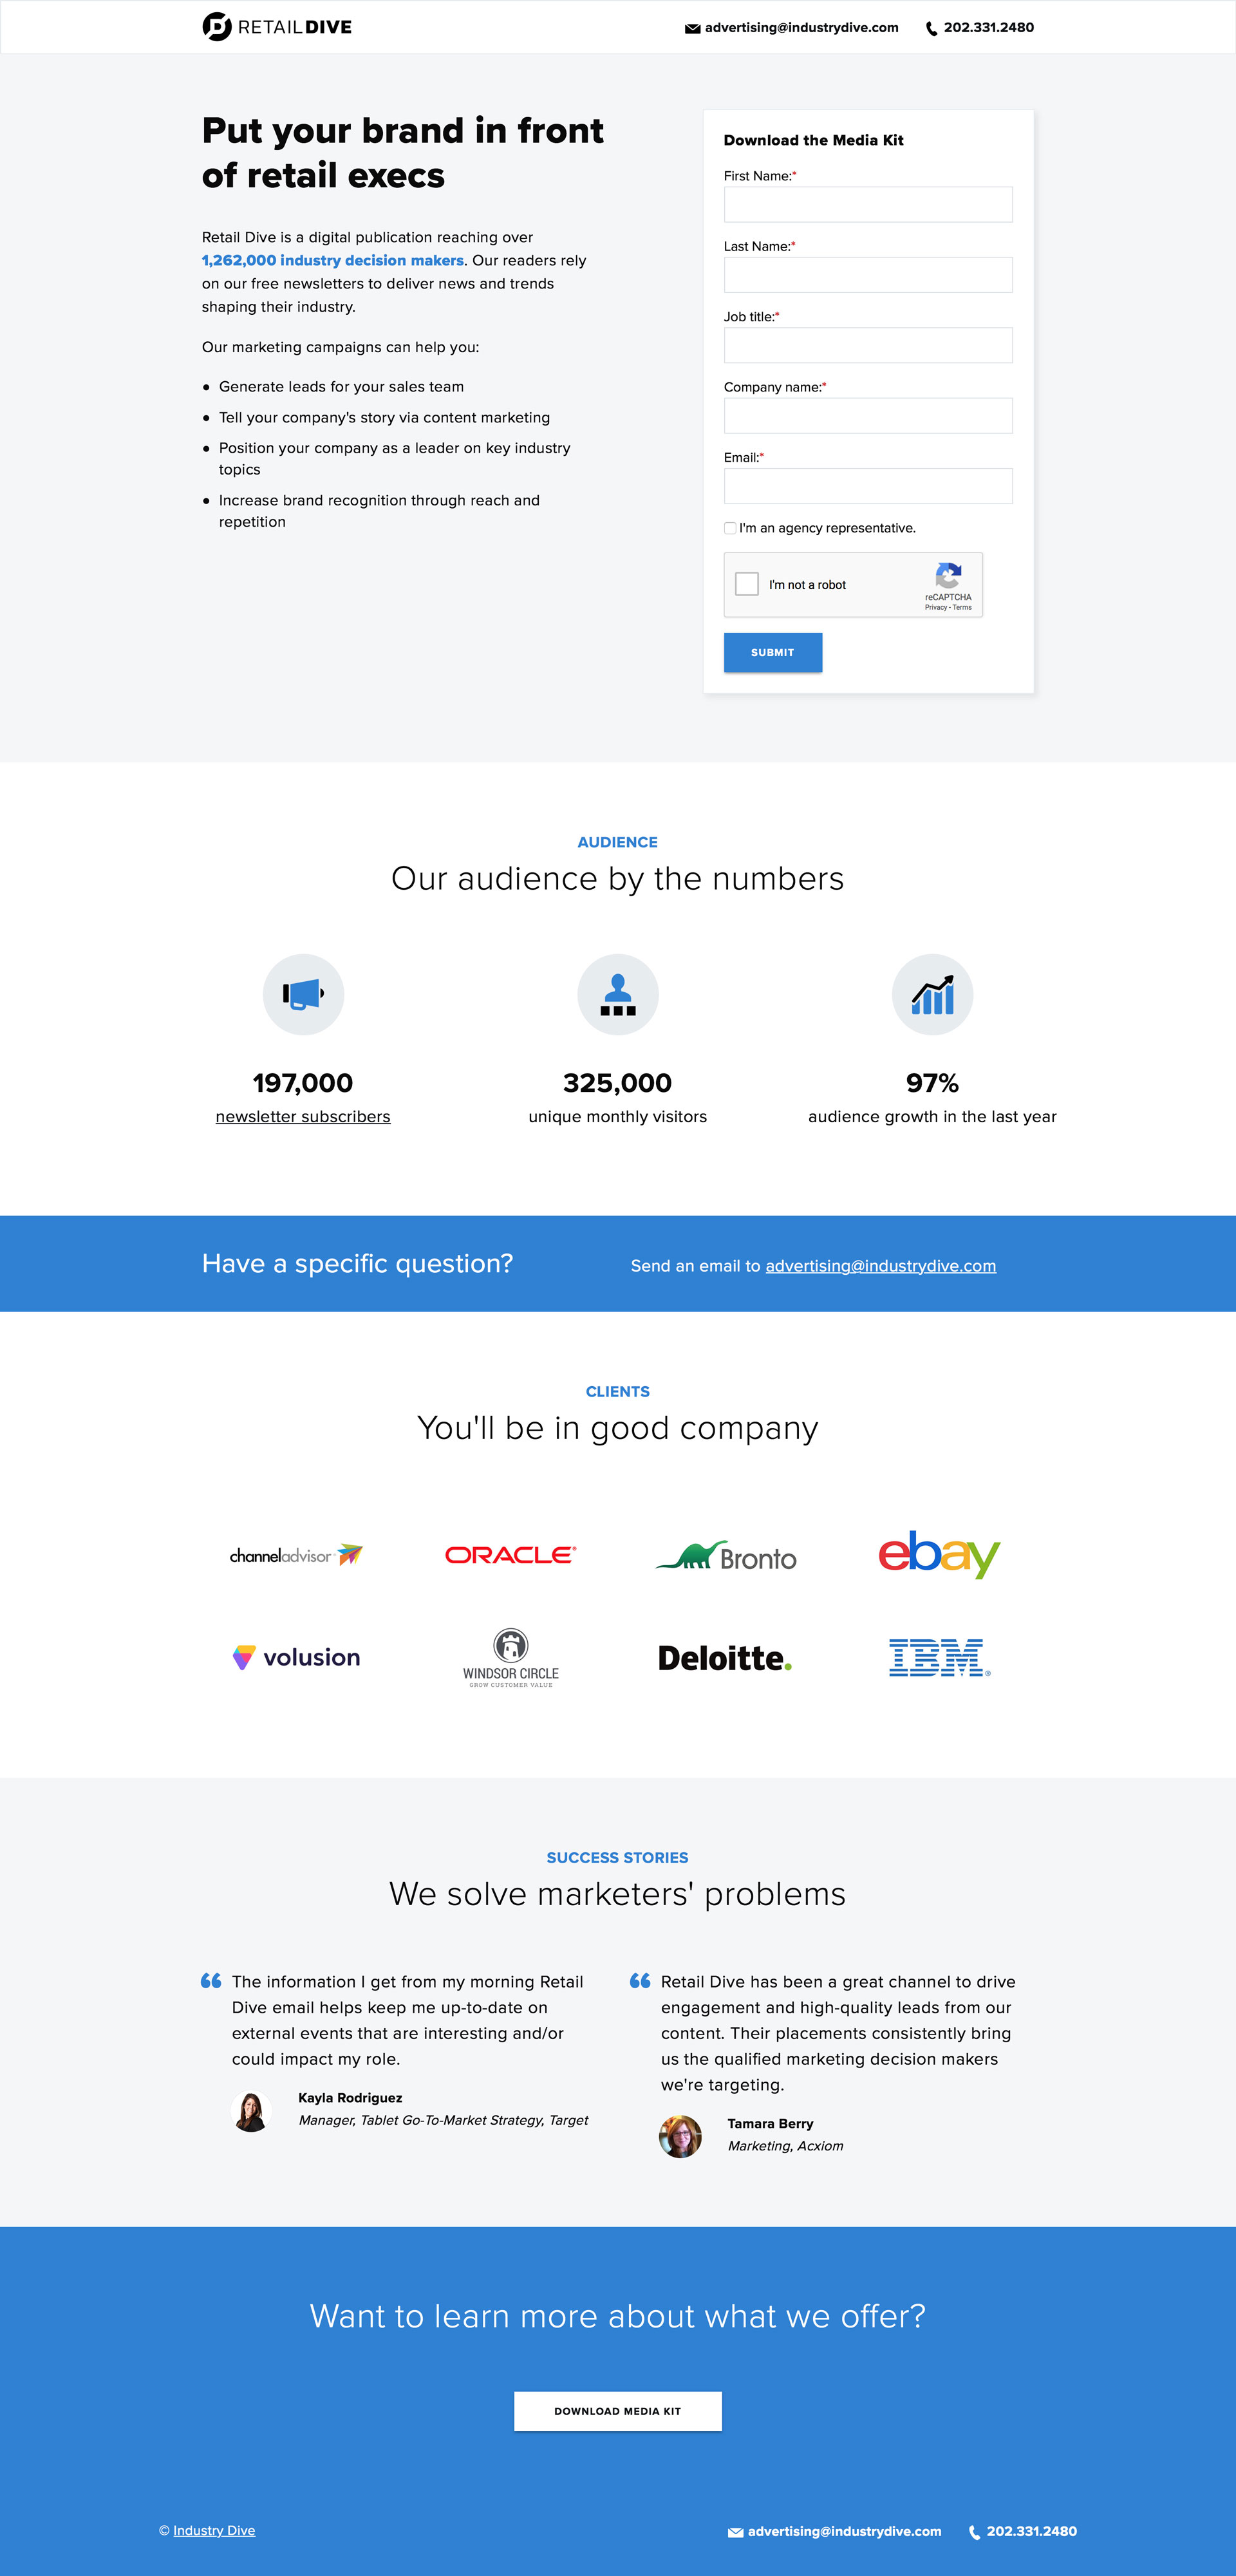 RETAILDIVE
advertising@industrydive.com
202.331.2480
Put your brand in front
of retail execs
Retail Dive is a digital publication reaching over
1,262,000 industry decision makers. Our readers rely
on our free newsletters to deliver news and trends
shaping their industry.
Our marketing campaigns can help you:
Generate leads for your sales team
Tell your company's story via content marketing
Position your company as a leader on key industry
topics
Increase brand recognition through reach and
repetition
Download the Media Kit
First Name:*
Last Name:*
Job title:*
Company name:*
Email:*
I'm an agency representative.
I'm not a robot
reCAPTCHA
Privacy - Terms
SUBMIT
AUDIENCE
Our audience by the numbers
197,000
newsletter subscribers
325,000
unique monthly visitors
97%
audience growth in the last year
Have a specific question?
Send an email to advertising@industrydive.com
CLIENTS
You'll be in good company
channeladvisor
ORACLE®
Bronto
ebay
volusion
WINDSOR CIRCLE
GROW CUSTOMER VALUE
Deloitte.
IBM®
SUCCESS STORIES
We solve marketers' problems
“ The information I get from my morning Retail
Dive email helps keep me up-to-date on
external events that are interesting and/or
could impact my role.
Kayla Rodriguez
Manager, Tablet Go-To-Market Strategy, Target
“ Retail Dive has been a great channel to drive
engagement and high-quality leads from our
content. Their placements consistently bring
us the qualified marketing decision makers
we're targeting.
Tamara Berry
Marketing, Acxiom
Want to learn more about what we offer?
DOWNLOAD MEDIA KIT
© Industry Dive
advertising@industrydive.com
202.331.2480